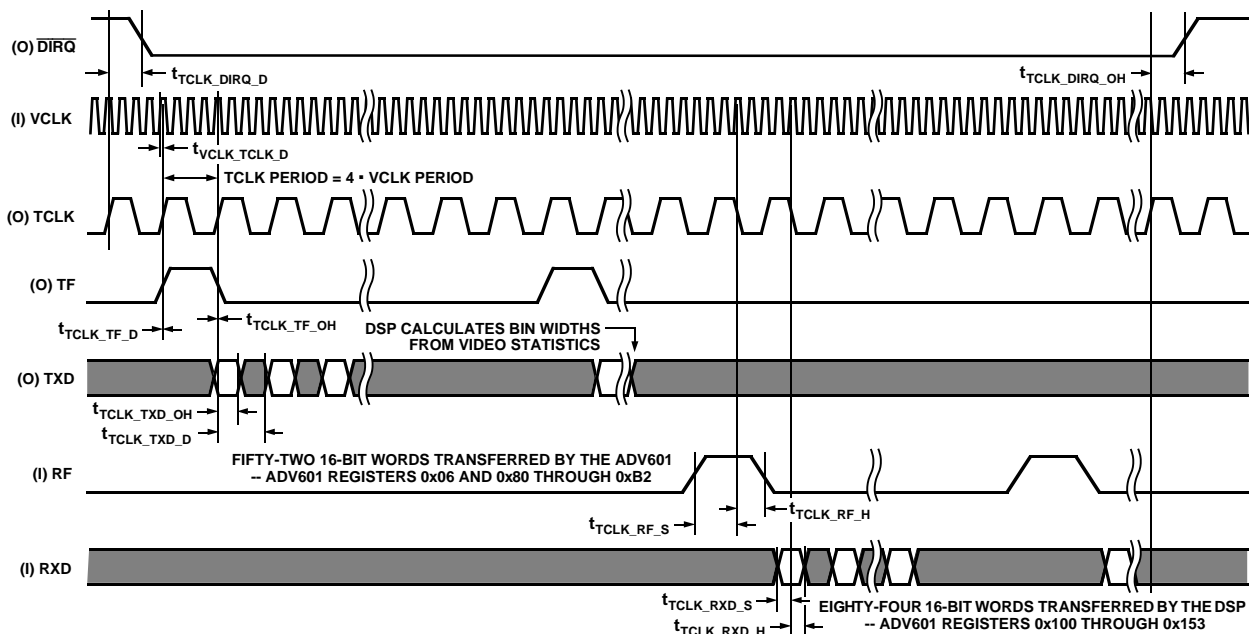 (O) DIRQ
tTCLK_DIRQ_D
tTCLK_DIRQ_OH
(I) VCLK
tVCLK_TCLK_D
TCLK PERIOD = 4 • VCLK PERIOD
(O) TCLK
(O) TF
tTCLK_TF_D
tTCLK_TF_OH
DSP CALCULATES BIN WIDTHS
FROM VIDEO STATISTICS
(O) TXD
tTCLK_TXD_OH
tTCLK_TXD_D
FIFTY-TWO 16-BIT WORDS TRANSFERRED BY THE ADV601
-- ADV601 REGISTERS 0x06 AND 0x80 THROUGH 0xB2
(I) RF
tTCLK_RF_S
tTCLK_RF_H
(I) RXD
tTCLK_RXD_S
tTCLK_RXD_H
EIGHTY-FOUR 16-BIT WORDS TRANSFERRED BY THE DSP
-- ADV601 REGISTERS 0x100 THROUGH 0x153